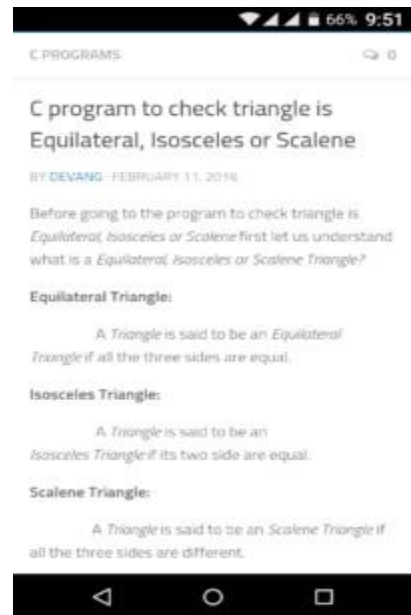 66% 9:51
C PROGRAMS 0
C program to check triangle is
Equilateral, Isosceles or Scalene
BY DEVANG · FEBRUARY 11, 2016
Before going to the program to check triangle is
Equilateral, Isosceles or Scalene first let us understand
what is a Equilateral, Isosceles or Scalene Triangle?
Equilateral Triangle:
A Triangle is said to be an Equilateral
Triangle if all the three sides are equal.
Isosceles Triangle:
A Triangle is said to be an
Isosceles Triangle if its two side are equal.
Scalene Triangle:
A Triangle is said to be an Scalene Triangle if
all the three sides are different.